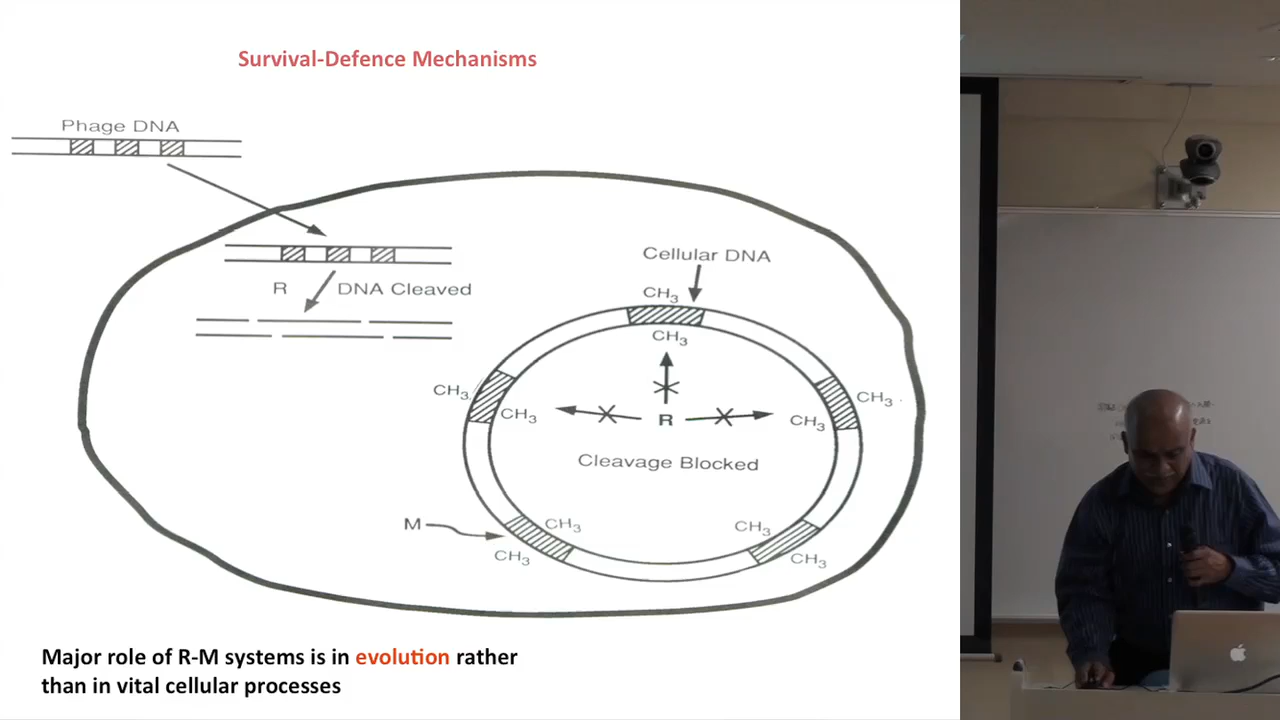 Survival-Defence Mechanisms
Phage DNA
Cellular DNA
R
DNA Cleaved
CH3
CH3
CH3
CH3
CH3
CH3
R
Cleavage Blocked
M
CH3
CH3
CH3
CH3
Major role of R-M systems is in evolution rather
than in vital cellular processes